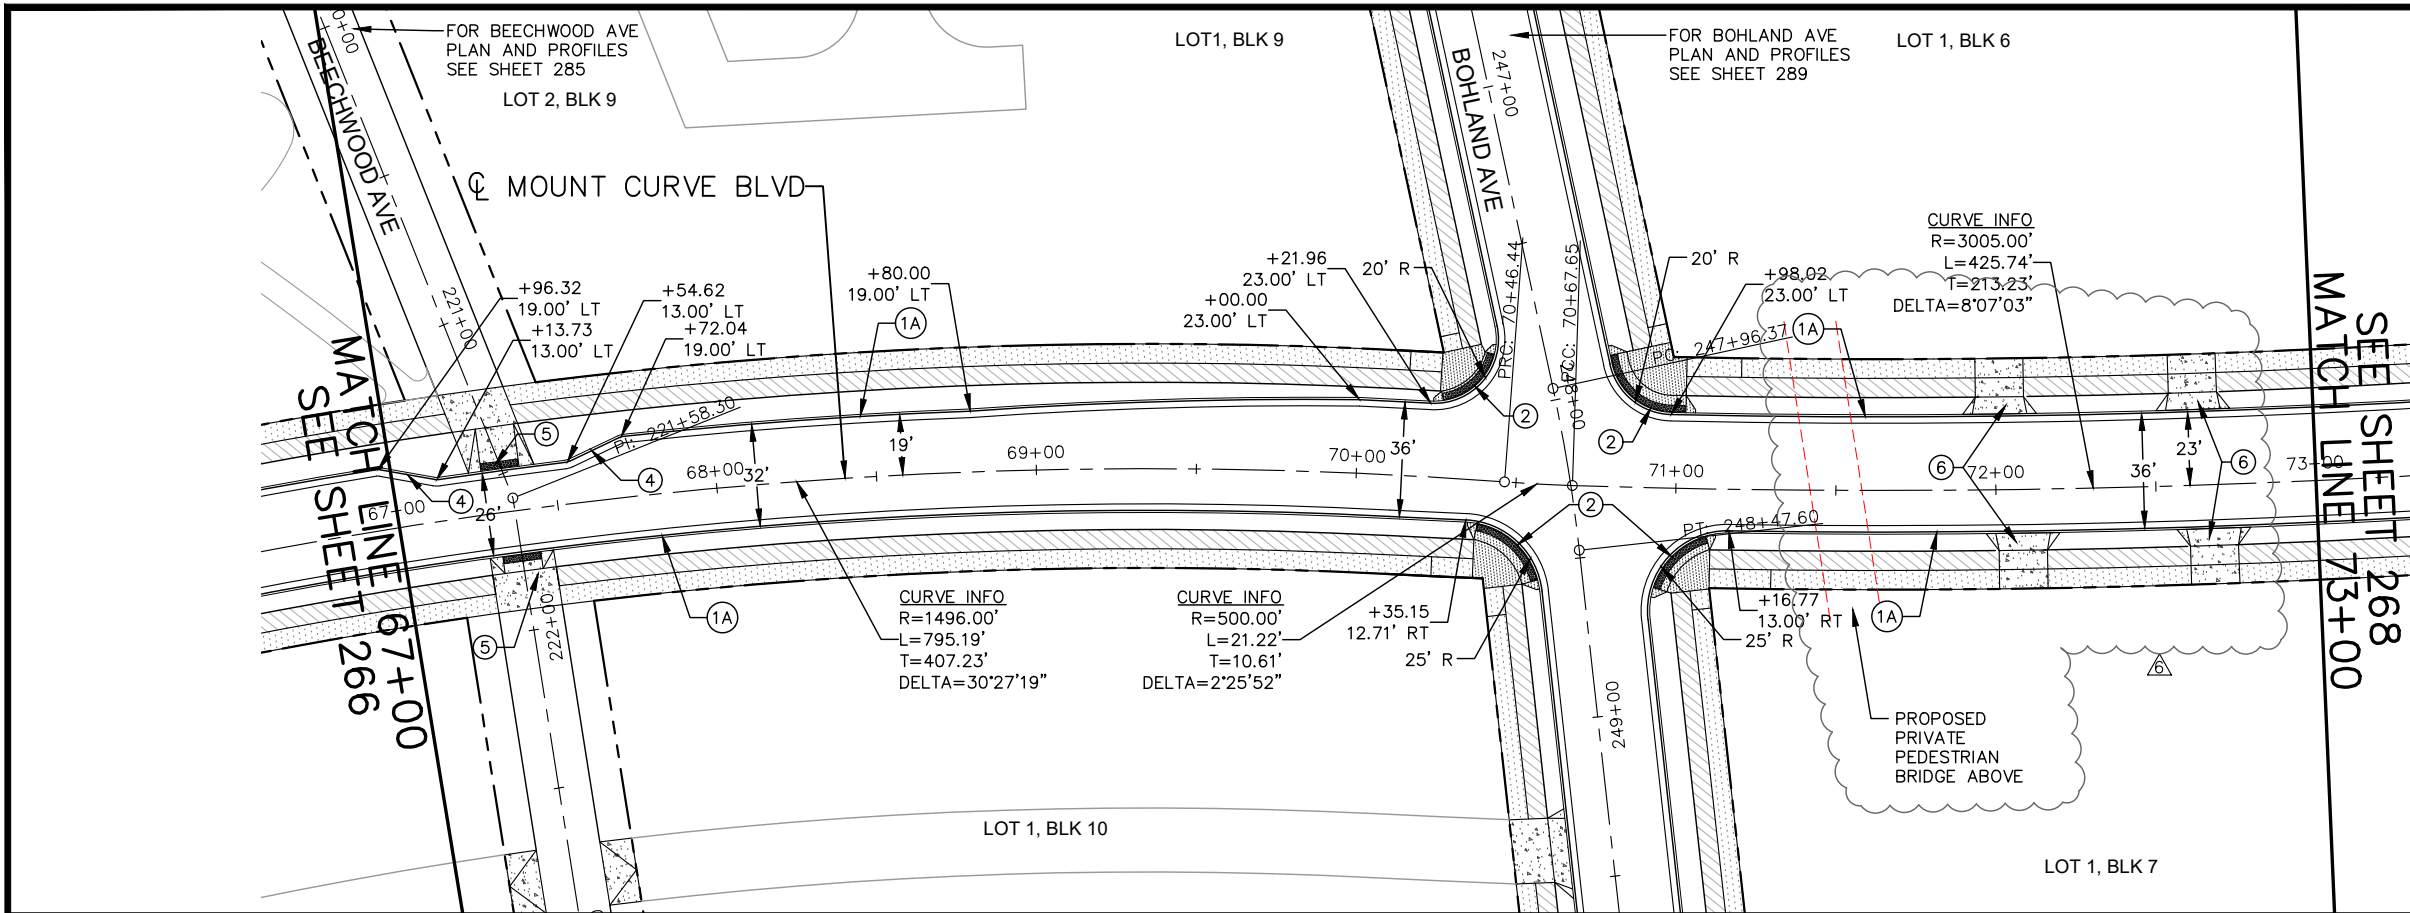 FOR BEECHWOOD AVE
PLAN AND PROFILES
SEE SHEET 285
LOT 2, BLK 9
BEECHWOOD AVE
0+00
221+00
℄ MOUNT CURVE BLVD
LOT1, BLK 9
BOHLAND AVE
247+00
FOR BOHLAND AVE
PLAN AND PROFILES
SEE SHEET 289
LOT 1, BLK 6
+96.32
19.00' LT
+13.73
13.00' LT
+54.62
13.00' LT
+72.04
19.00' LT
+80.00
19.00' LT
1A
+21.96
23.00' LT
+00.00
23.00' LT
20' R
PRC: 70+46.44
PCC: 70+67.65
20' R
+98.02
23.00' LT
PC: 247+96.37
248+00
1A
CURVE INFO
R=3005.00'
L=425.74'
T=213.23'
DELTA=8°07'03"
MATCH LINE 67+00
SEE SHEET 266
SEE SHEET 268
MATCH LINE 73+00
PI: 221+58.30
5
4
4
2
2
2
6
6
67+00
68+00
69+00
70+00
71+00
72+00
73+00
26'
32'
19'
36'
36'
23'
PT: 248+47.60
1A
5
222+00
CURVE INFO
R=1496.00'
L=795.19'
T=407.23'
DELTA=30°27'19"
CURVE INFO
R=500.00'
L=21.22'
T=10.61'
DELTA=2°25'52"
+35.15
12.71' RT
25' R
+16.77
13.00' RT
25' R
1A
6
249+00
PROPOSED
PRIVATE
PEDESTRIAN
BRIDGE ABOVE
LOT 1, BLK 10
LOT 1, BLK 7